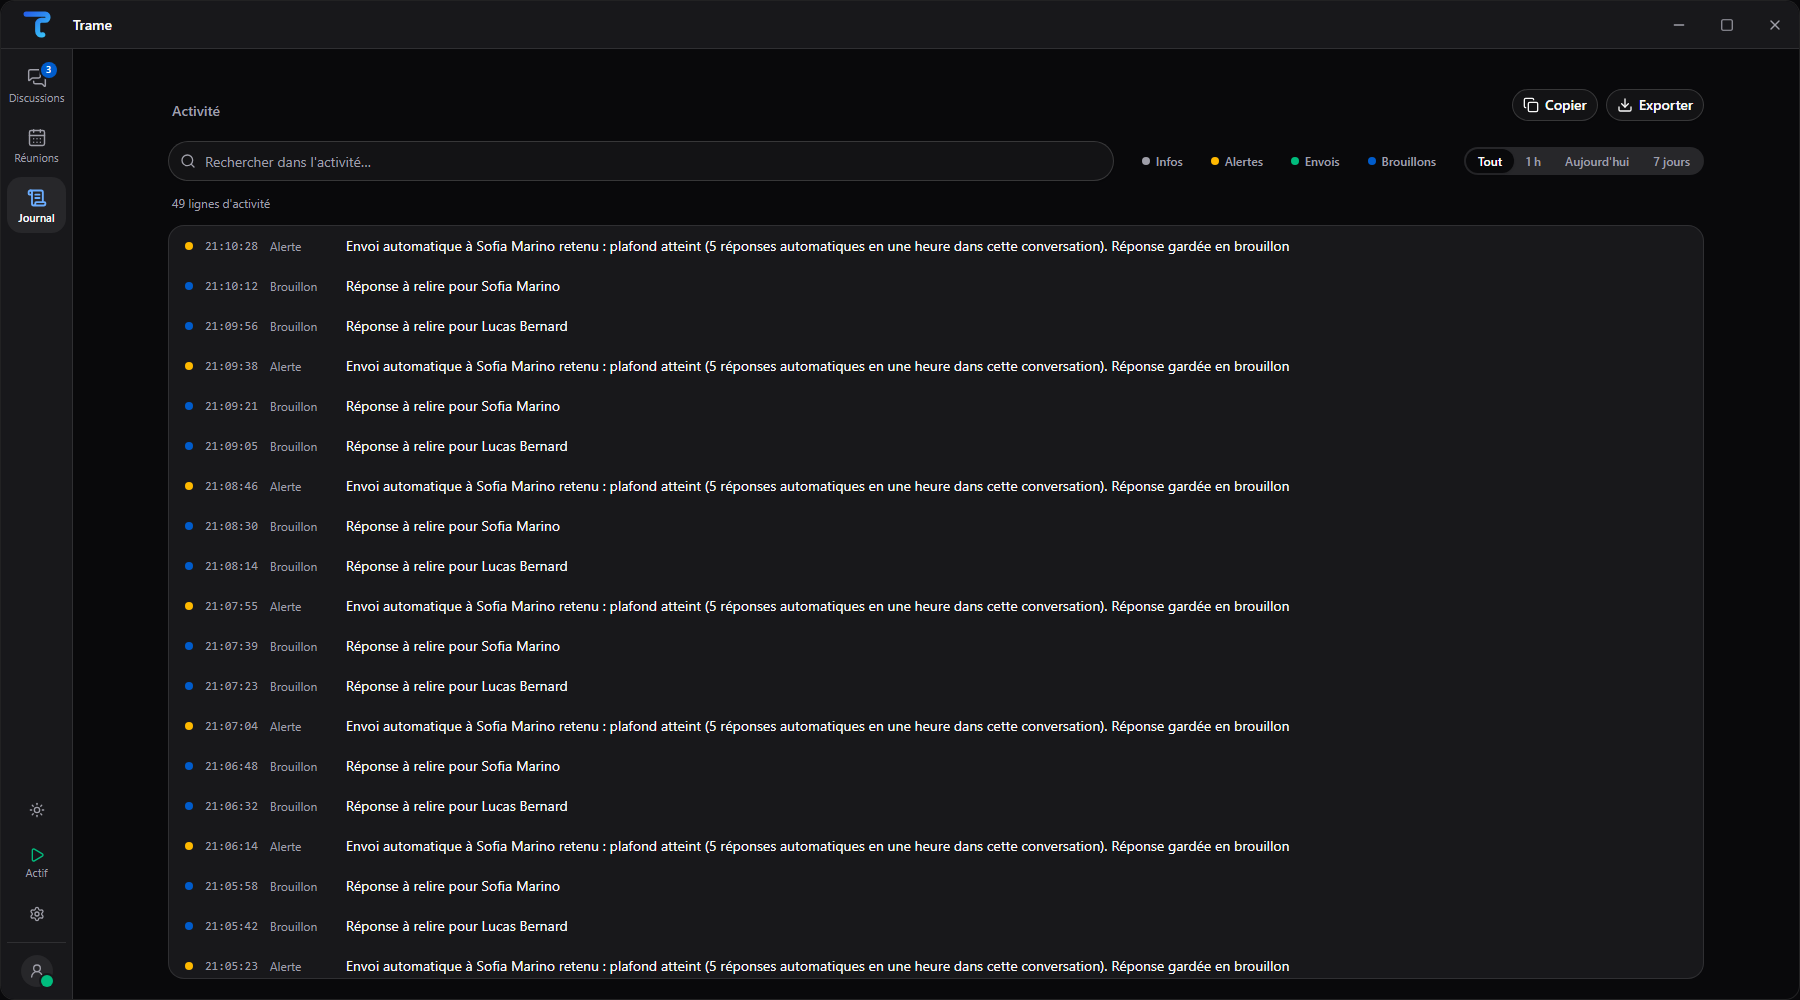 Trame
3
Discussions
Réunions
Journal
Actif
Activité
Copier
Exporter
Rechercher dans l'activité...
Infos
Alertes
Envois
Brouillons
Tout
1 h
Aujourd'hui
7 jours
49 lignes d'activité
21:10:28 Alerte Envoi automatique à Sofia Marino retenu : plafond atteint (5 réponses automatiques en une heure dans cette conversation). Réponse gardée en brouillon
21:10:12 Brouillon Réponse à relire pour Sofia Marino
21:09:56 Brouillon Réponse à relire pour Lucas Bernard
21:09:38 Alerte Envoi automatique à Sofia Marino retenu : plafond atteint (5 réponses automatiques en une heure dans cette conversation). Réponse gardée en brouillon
21:09:21 Brouillon Réponse à relire pour Sofia Marino
21:09:05 Brouillon Réponse à relire pour Lucas Bernard
21:08:46 Alerte Envoi automatique à Sofia Marino retenu : plafond atteint (5 réponses automatiques en une heure dans cette conversation). Réponse gardée en brouillon
21:08:30 Brouillon Réponse à relire pour Sofia Marino
21:08:14 Brouillon Réponse à relire pour Lucas Bernard
21:07:55 Alerte Envoi automatique à Sofia Marino retenu : plafond atteint (5 réponses automatiques en une heure dans cette conversation). Réponse gardée en brouillon
21:07:39 Brouillon Réponse à relire pour Sofia Marino
21:07:23 Brouillon Réponse à relire pour Lucas Bernard
21:07:04 Alerte Envoi automatique à Sofia Marino retenu : plafond atteint (5 réponses automatiques en une heure dans cette conversation). Réponse gardée en brouillon
21:06:48 Brouillon Réponse à relire pour Sofia Marino
21:06:32 Brouillon Réponse à relire pour Lucas Bernard
21:06:14 Alerte Envoi automatique à Sofia Marino retenu : plafond atteint (5 réponses automatiques en une heure dans cette conversation). Réponse gardée en brouillon
21:05:58 Brouillon Réponse à relire pour Sofia Marino
21:05:42 Brouillon Réponse à relire pour Lucas Bernard
21:05:23 Alerte Envoi automatique à Sofia Marino retenu : plafond atteint (5 réponses automatiques en une heure dans cette conversation). Réponse gardée en brouillon